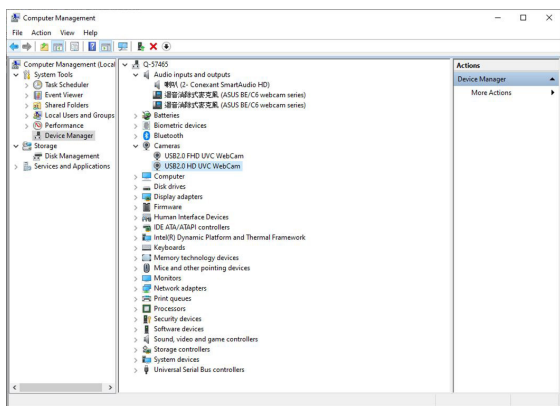 Computer Management
File Action View Help
Computer Management (Local
System Tools
Task Scheduler
Event Viewer
Shared Folders
Local Users and Groups
Performance
Device Manager
Storage
Disk Management
Services and Applications
Q-57465
Audio inputs and outputs
喇叭 (2- Conexant SmartAudio HD)
(ASUS BE/C6 webcam series)
(ASUS BE/C6 webcam series)
Batteries
Biometric devices
Bluetooth
Cameras
USB2.0 FHD UVC WebCam
USB2.0 HD UVC WebCam
Computer
Disk drives
Display adapters
Firmware
Human Interface Devices
IDE ATA/ATAPI controllers
Intel(R) Dynamic Platform and Thermal Framework
Keyboards
Memory technology devices
Mice and other pointing devices
Monitors
Network adapters
Print queues
Processors
Security devices
Software devices
Sound, video and game controllers
Storage controllers
System devices
Universal Serial Bus controllers
Actions
Device Manager
More Actions